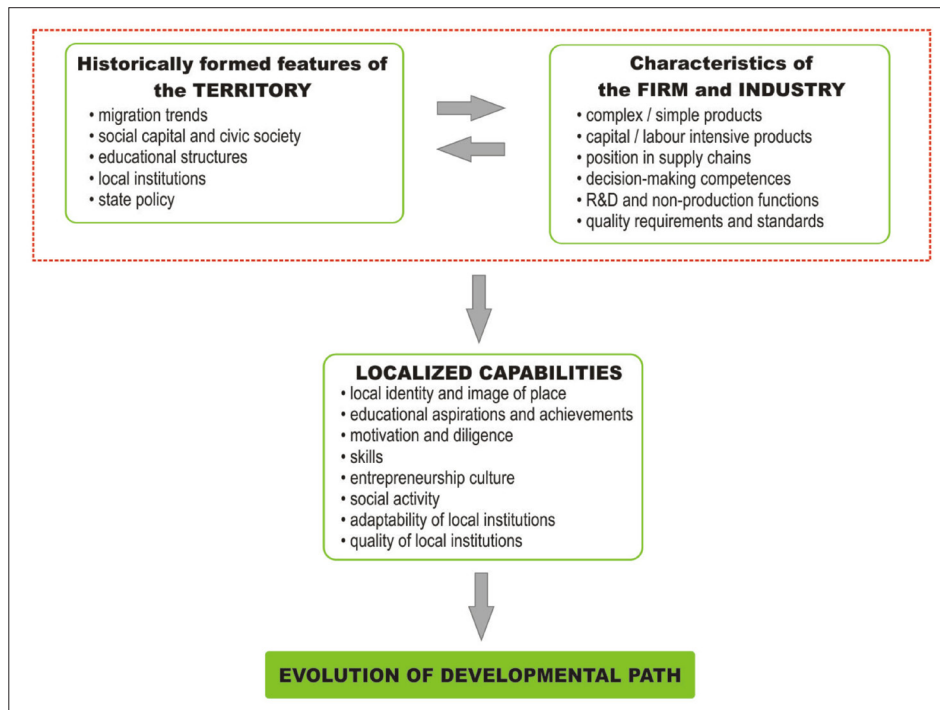 Historically formed features of
the TERRITORY
• migration trends
• social capital and civic society
• educational structures
• local institutions
• state policy
Characteristics of
the FIRM and INDUSTRY
• complex / simple products
• capital / labour intensive products
• position in supply chains
• decision-making competences
• R&D and non-production functions
• quality requirements and standards
LOCALIZED CAPABILITIES
• local identity and image of place
• educational aspirations and achievements
• motivation and diligence
• skills
• entrepreneurship culture
• social activity
• adaptability of local institutions
• quality of local institutions
EVOLUTION OF DEVELOPMENTAL PATH